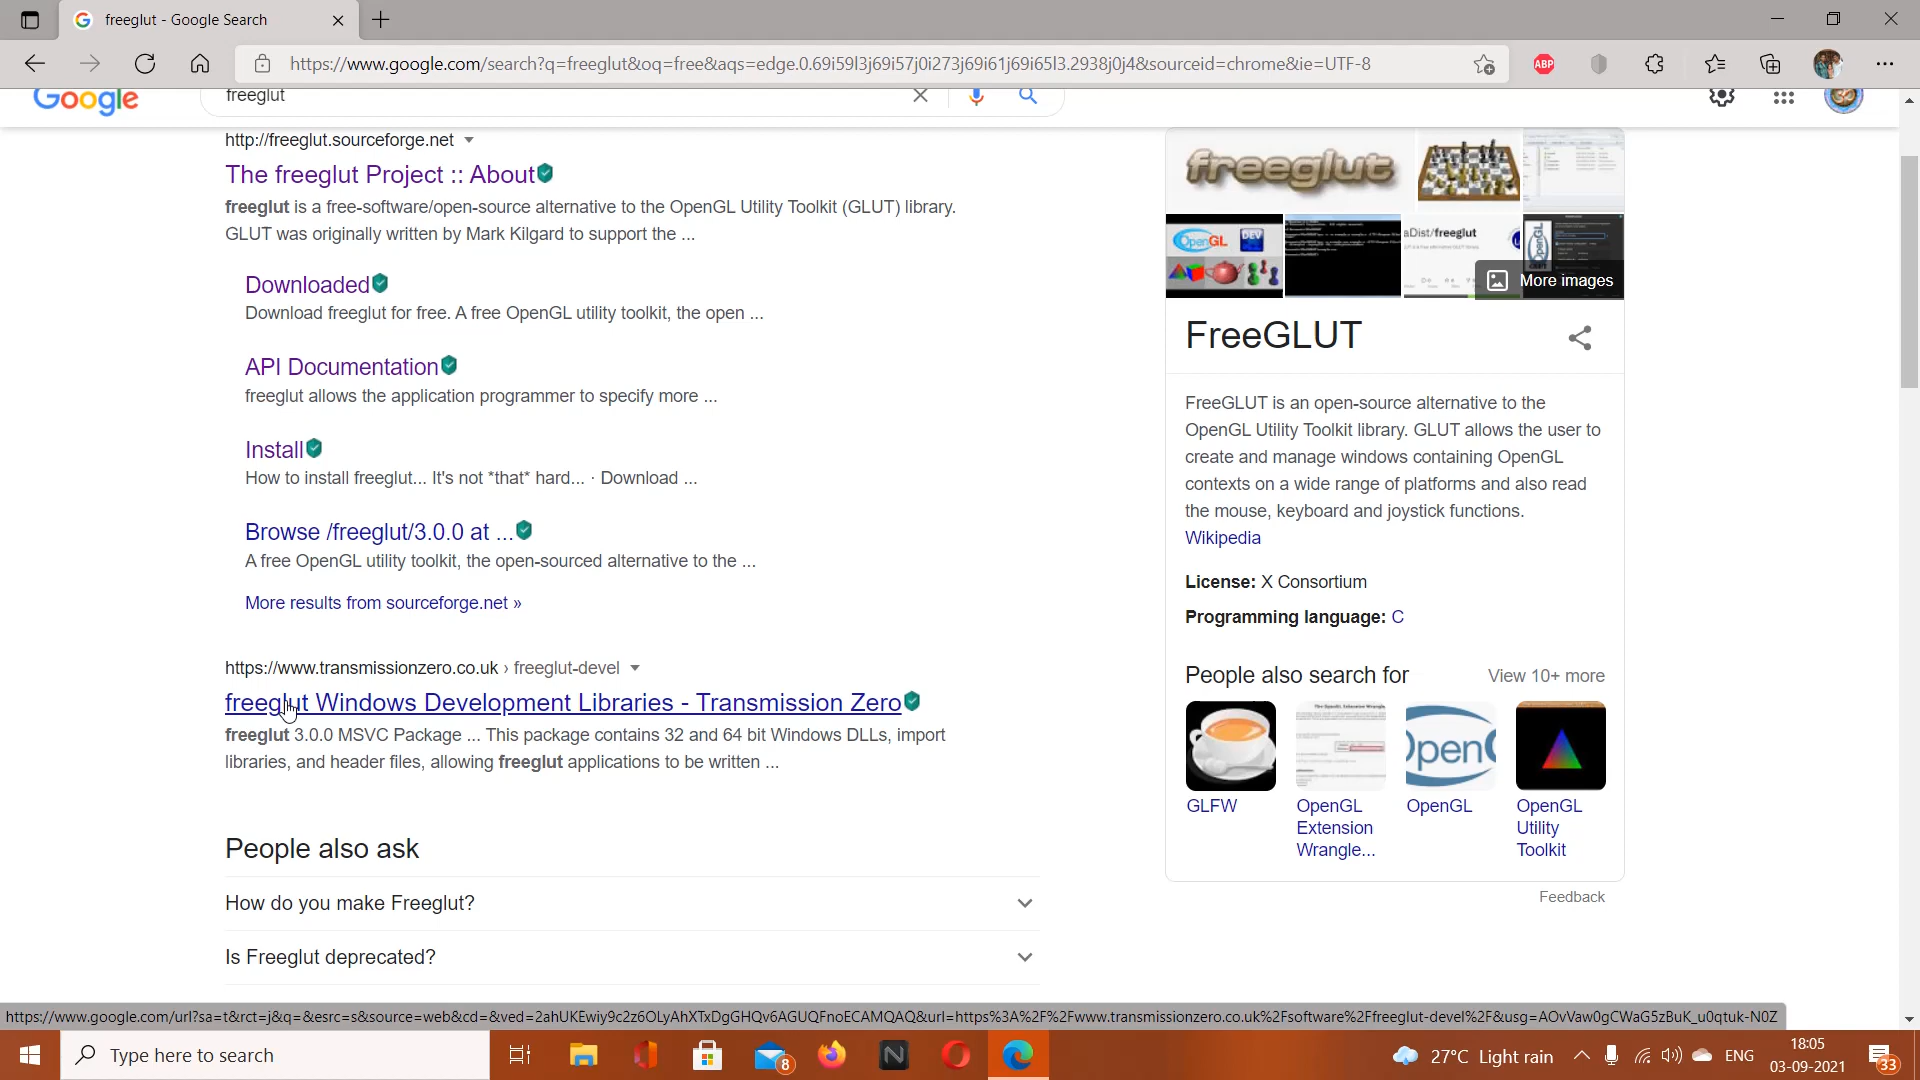 freeglut - Google Search
https://www.google.com/search?q=freeglut&oq=free&aqs=edge.0.69i59l3j69i57j0i273j69i61j69i65l3.2938j0j4&sourceid=chrome&ie=UTF-8
ABP
Google
freeglut
http://freeglut.sourceforge.net
The freeglut Project :: About
freeglut is a free-software/open-source alternative to the OpenGL Utility Toolkit (GLUT) library.
GLUT was originally written by Mark Kilgard to support the ...
Downloaded
Download freeglut for free. A free OpenGL utility toolkit, the open ...
API Documentation
freeglut allows the application programmer to specify more ...
Install
How to install freeglut... It's not *that* hard... · Download ...
Browse /freeglut/3.0.0 at ...
A free OpenGL utility toolkit, the open-sourced alternative to the ...
More results from sourceforge.net »
https://www.transmissionzero.co.uk › freeglut-devel
freeglut Windows Development Libraries - Transmission Zero
freeglut 3.0.0 MSVC Package ... This package contains 32 and 64 bit Windows DLLs, import
libraries, and header files, allowing freeglut applications to be written ...
People also ask
How do you make Freeglut?
Is Freeglut deprecated?
freeglut
OpenGL
DEV
aDist/freeglut
More images
FreeGLUT
FreeGLUT is an open-source alternative to the
OpenGL Utility Toolkit library. GLUT allows the user to
create and manage windows containing OpenGL
contexts on a wide range of platforms and also read
the mouse, keyboard and joystick functions.
Wikipedia
License: X Consortium
Programming language: C
People also search for
View 10+ more
OpenG
GLFW
OpenGL
Extension
Wrangle...
OpenGL
OpenGL
Utility
Toolkit
Feedback
https://www.google.com/url?sa=t&rct=j&q=&esrc=s&source=web&cd=&ved=2ahUKEwiy9c2z6OLyAhXTxDgGHQv6AGUQFnoECAMQAQ&url=https%3A%2F%2Fwww.transmissionzero.co.uk%2Fsoftware%2Ffreeglut-devel%2F&usg=AOvVaw0gCWaG5zBuK_u0qtuk-N0Z
Type here to search
8
27°C Light rain
ENG
18:05
03-09-2021
33